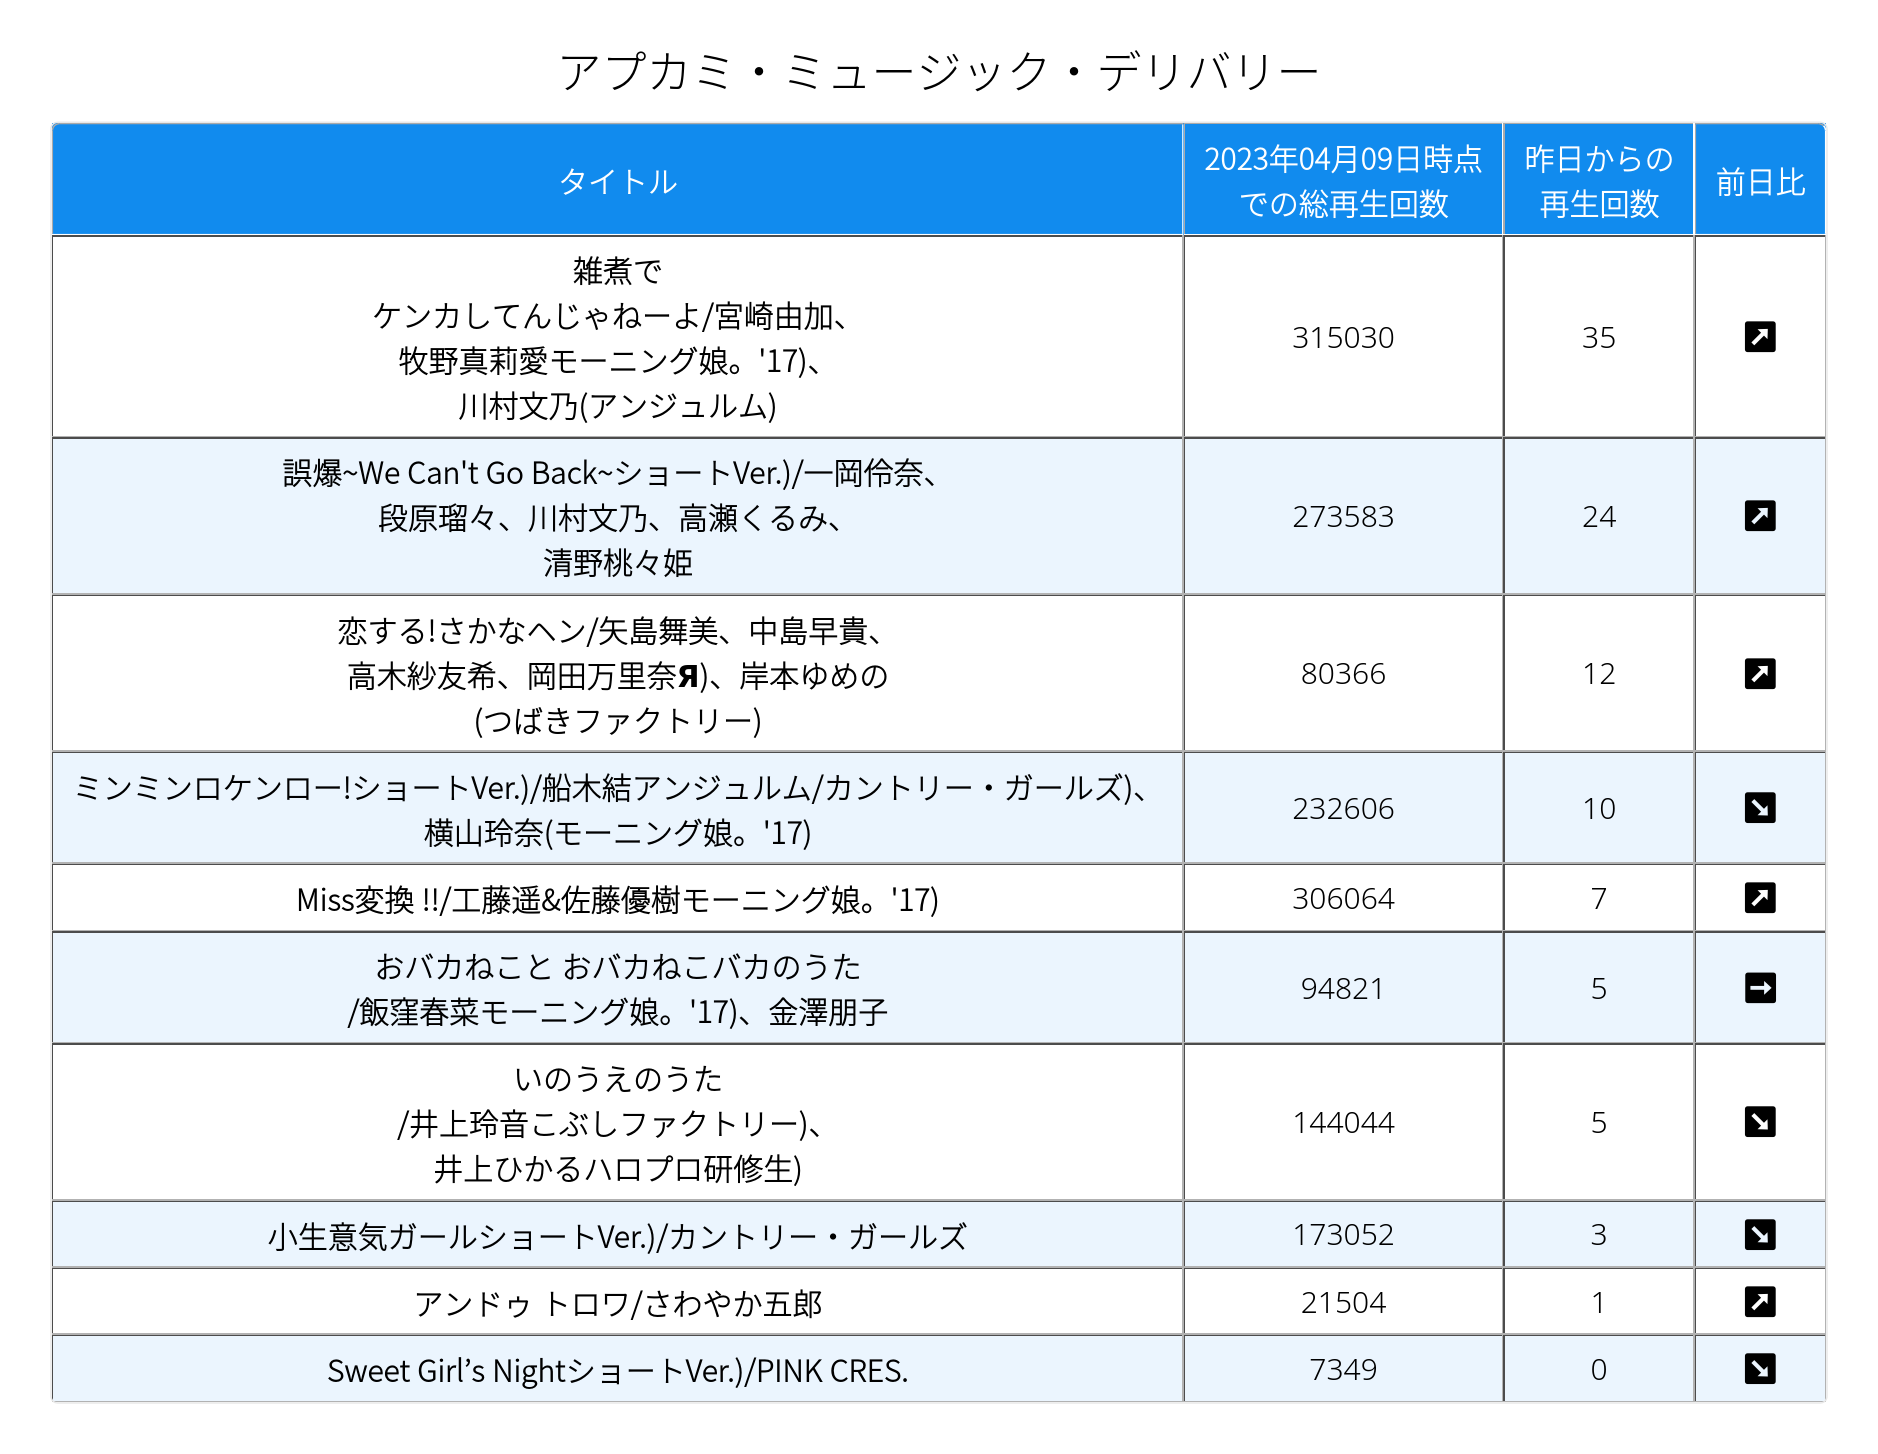 アプカミ・ミュージック・デリバリー
タイトル
2023年04月09日時点
での総再生回数
昨日からの
再生回数
前日比
雑煮で
ケンカしてんじゃねーよ/宮崎由加、
牧野真莉愛モーニング娘。'17)、
川村文乃(アンジュルム)
315030
35
誤爆~We Can't Go Back~ショートVer.)/一岡伶奈、
段原瑠々、川村文乃、高瀬くるみ、
清野桃々姫
273583
24
恋する!さかなヘン/矢島舞美、中島早貴、
高木紗友希、岡田万里奈Я)、岸本ゆめの
(つばきファクトリー)
80366
12
ミンミンロケンロー!ショートVer.)/船木結アンジュルム/カントリー・ガールズ)、
横山玲奈(モーニング娘。'17)
232606
10
Miss変換 !!/工藤遥&佐藤優樹モーニング娘。'17)
306064
7
おバカねこと おバカねこバカのうた
/飯窪春菜モーニング娘。'17)、金澤朋子
94821
5
いのうえのうた
/井上玲音こぶしファクトリー)、
井上ひかるハロプロ研修生)
144044
5
小生意気ガールショートVer.)/カントリー・ガールズ
173052
3
アンドゥ トロワ/さわやか五郎
21504
1
Sweet Girl’s NightショートVer.)/PINK CRES.
7349
0